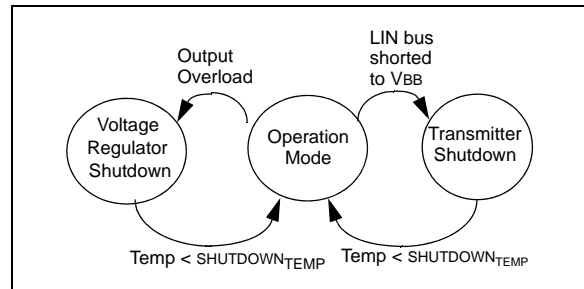 Output
Overload
LIN bus
shorted
to VBB
Voltage
Regulator
Shutdown
Operation
Mode
Transmitter
Shutdown
Temp < SHUTDOWNTEMP
Temp < SHUTDOWNTEMP